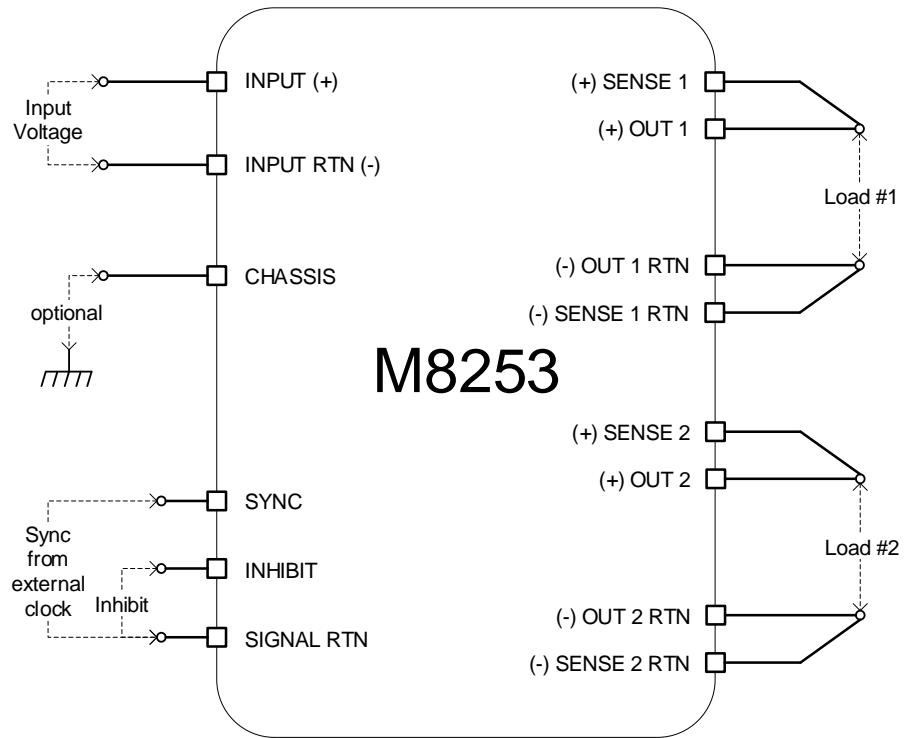 INPUT (+)
Input
Voltage
INPUT RTN (-)
CHASSIS
optional
SYNC
Sync
from
external
clock
Inhibit
INHIBIT
SIGNAL RTN
M8253
(+) SENSE 1
(+) OUT 1
Load #1
(-) OUT 1 RTN
(-) SENSE 1 RTN
(+) SENSE 2
(+) OUT 2
Load #2
(-) OUT 2 RTN
(-) SENSE 2 RTN